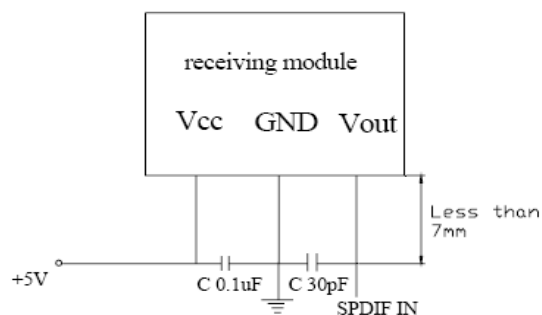 receiving module
Vcc GND Vout
Less than
7mm
+5V
C 0.1uF C 30pF
SPDIF IN